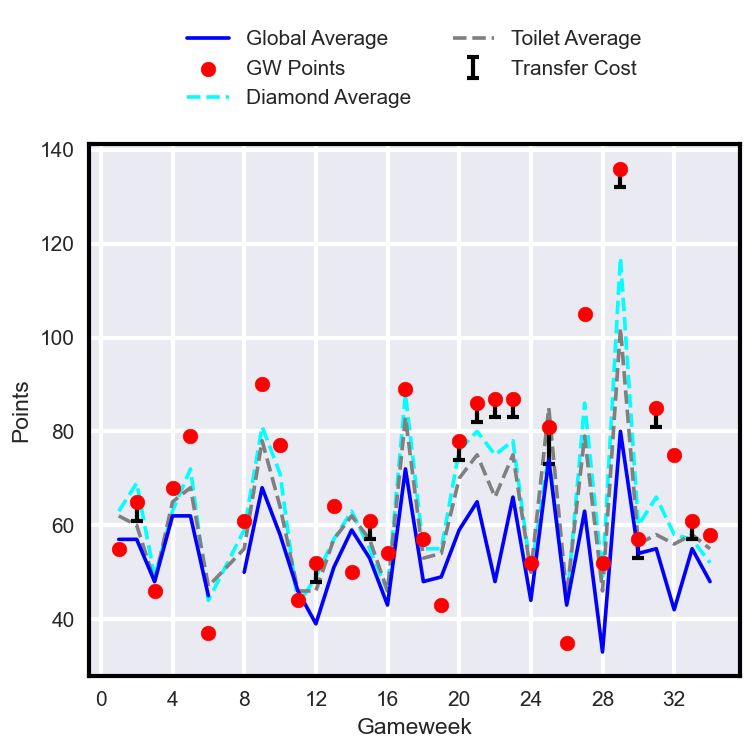 Global Average
GW Points
Diamond Average
Toilet Average
Transfer Cost
140
120
100
80
60
40
Points
0 4 8 12 16 20 24 28 32
Gameweek